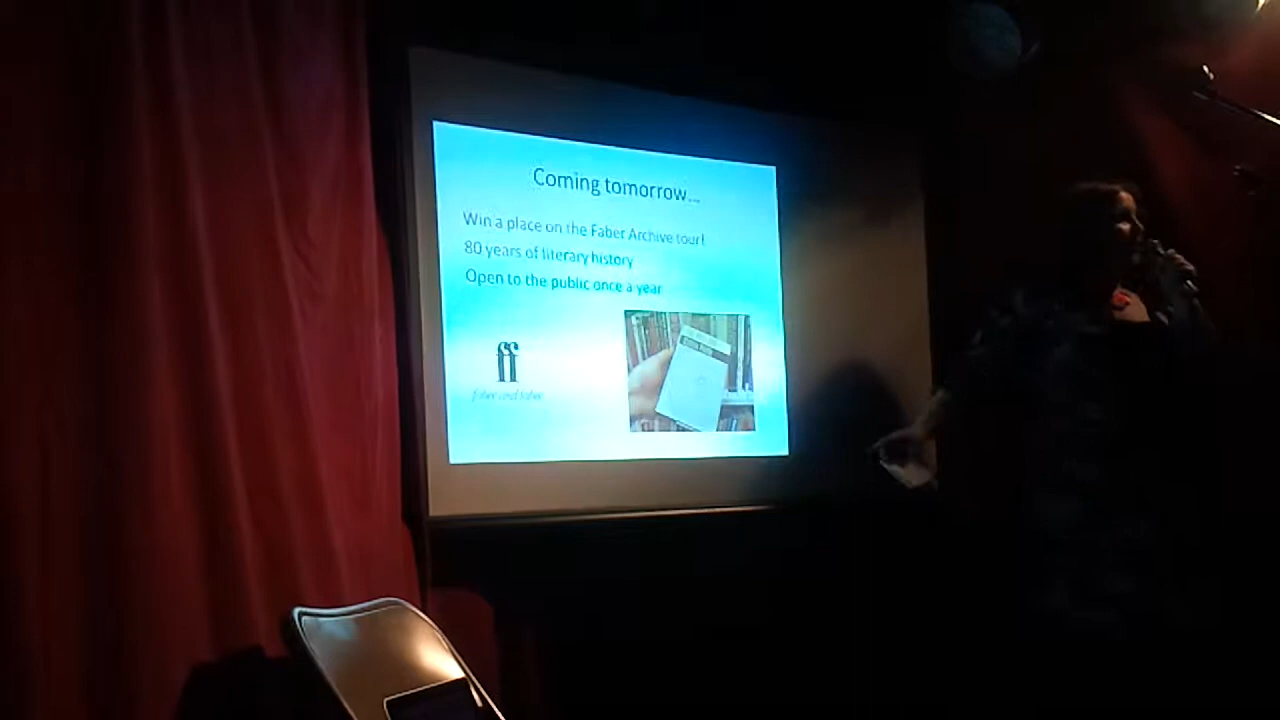 Coming tomorrow...
Win a place on the Faber Archive tour!
80 years of literary history
Open to the public once a year
ff
faber and faber